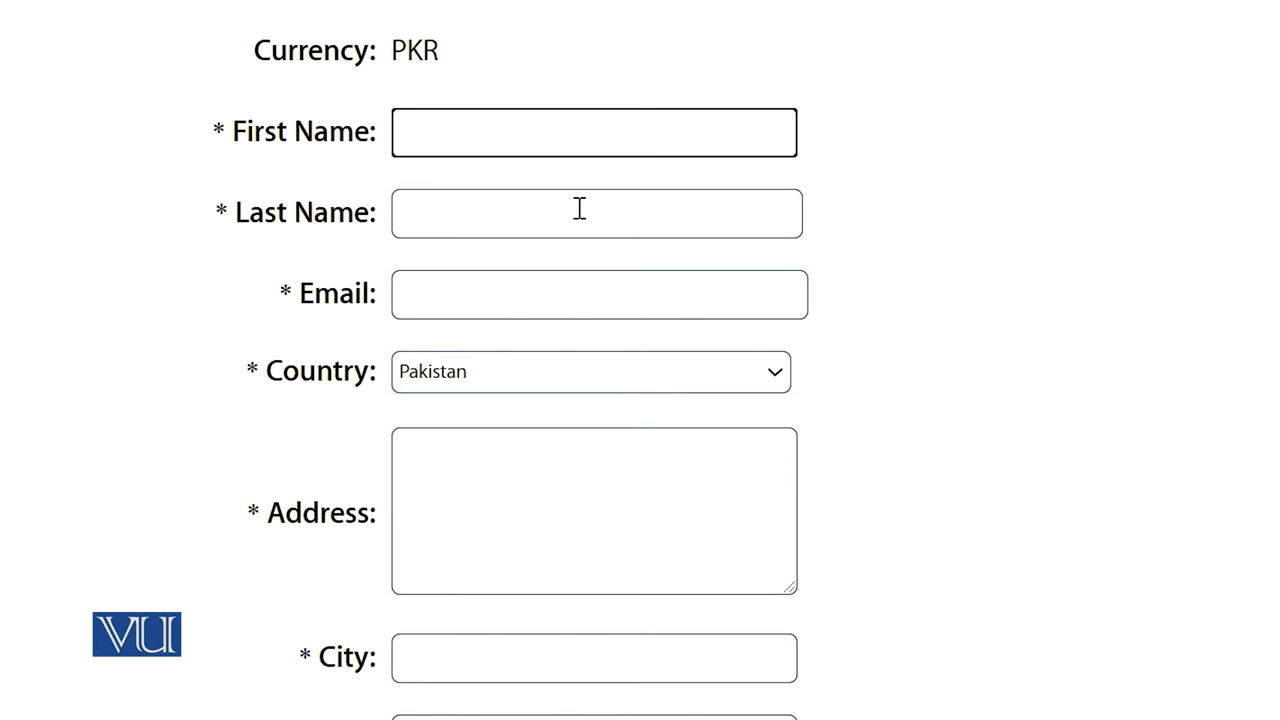 Currency: PKR
* First Name:
* Last Name:
* Email:
* Country: Pakistan
* Address:
VU
* City: